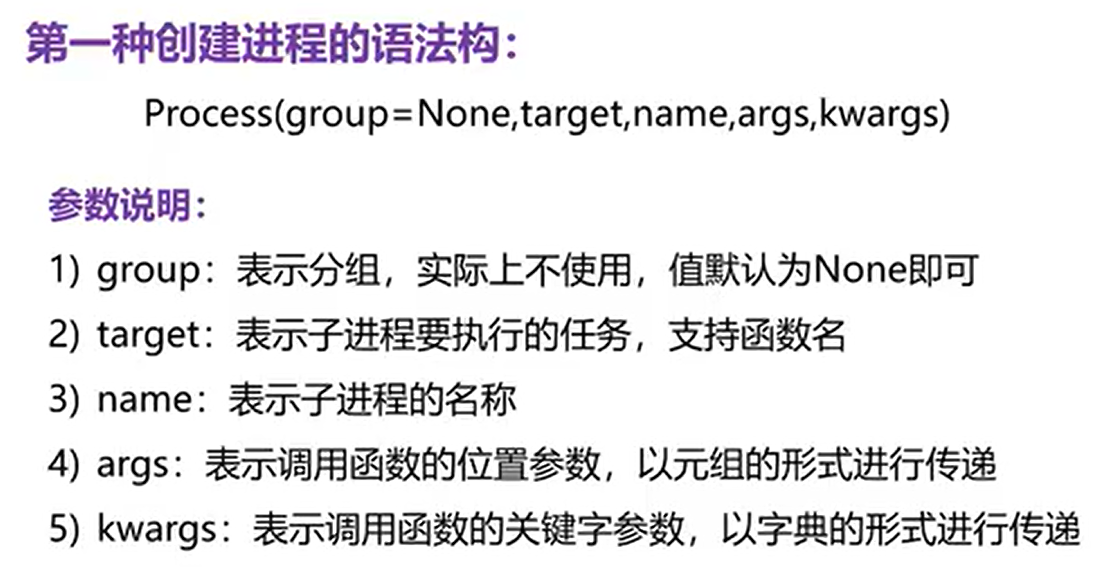 第一种创建进程的语法构：
Process(group=None,target,name,args,kwargs)
参数说明：
1) group：表示分组，实际上不使用，值默认为None即可
2) target：表示子进程要执行的任务，支持函数名
3) name：表示子进程的名称
4) args：表示调用函数的位置参数，以元组的形式进行传递
5) kwargs：表示调用函数的关键字参数，以字典的形式进行传递